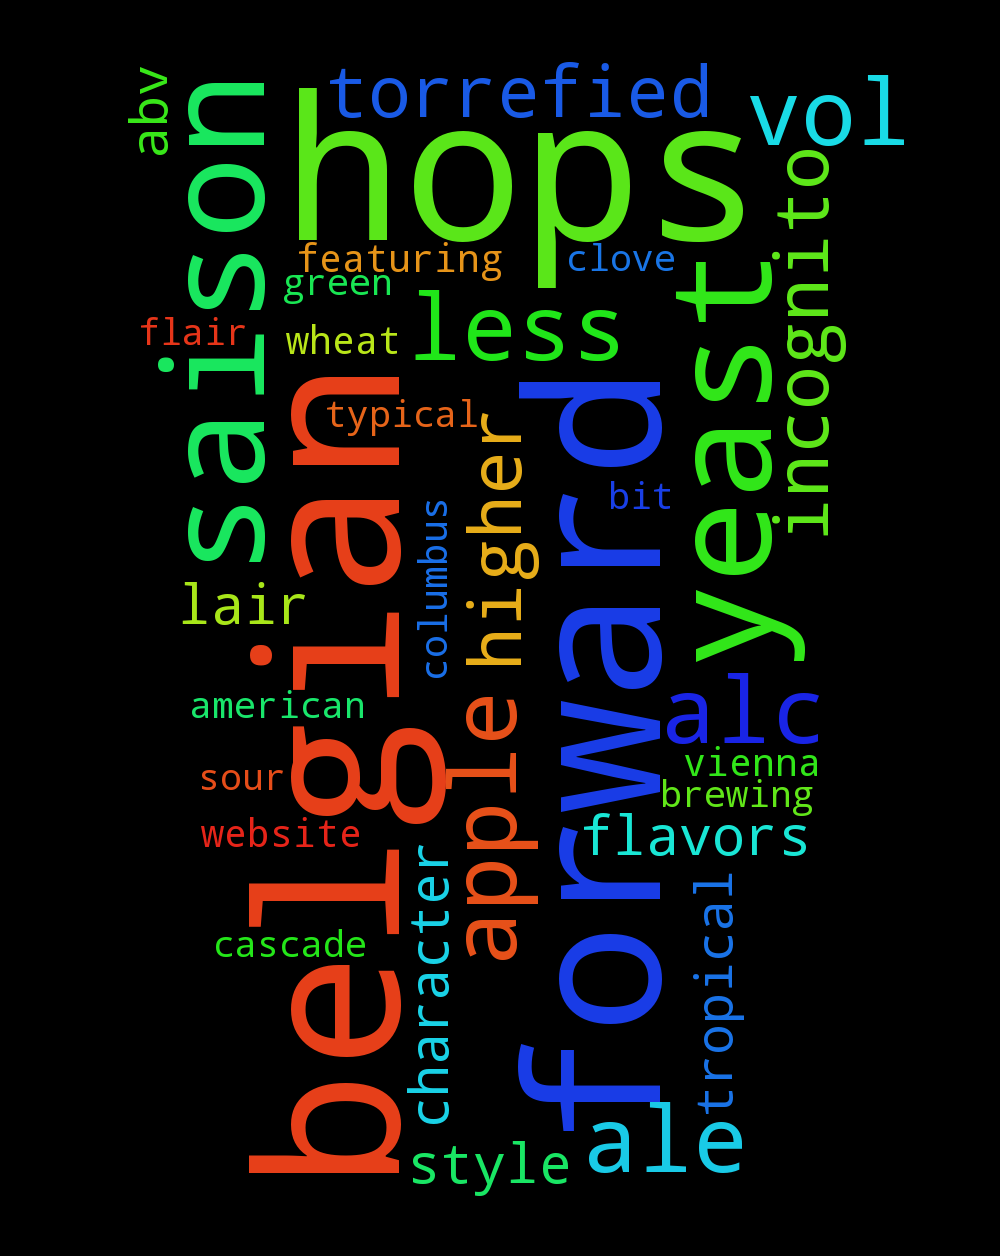 abv
torrefied
vol
hops
saison
incognito
featuring
clove
green
yeast
flair
wheat
less
belgian
typical
forward
higher
bit
columbus
lair
alc
american
apple
vienna
sour
brewing
website
flavors
character
tropical
cascade
ale
style